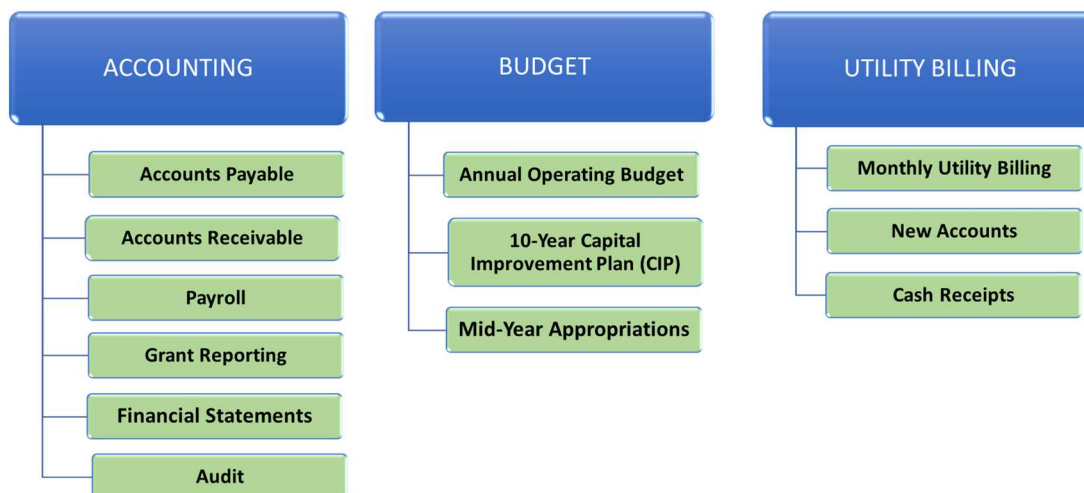 ACCOUNTING
Accounts Payable
Accounts Receivable
Payroll
Grant Reporting
Financial Statements
Audit
BUDGET
Annual Operating Budget
10-Year Capital
Improvement Plan (CIP)
Mid-Year Appropriations
UTILITY BILLING
Monthly Utility Billing
New Accounts
Cash Receipts